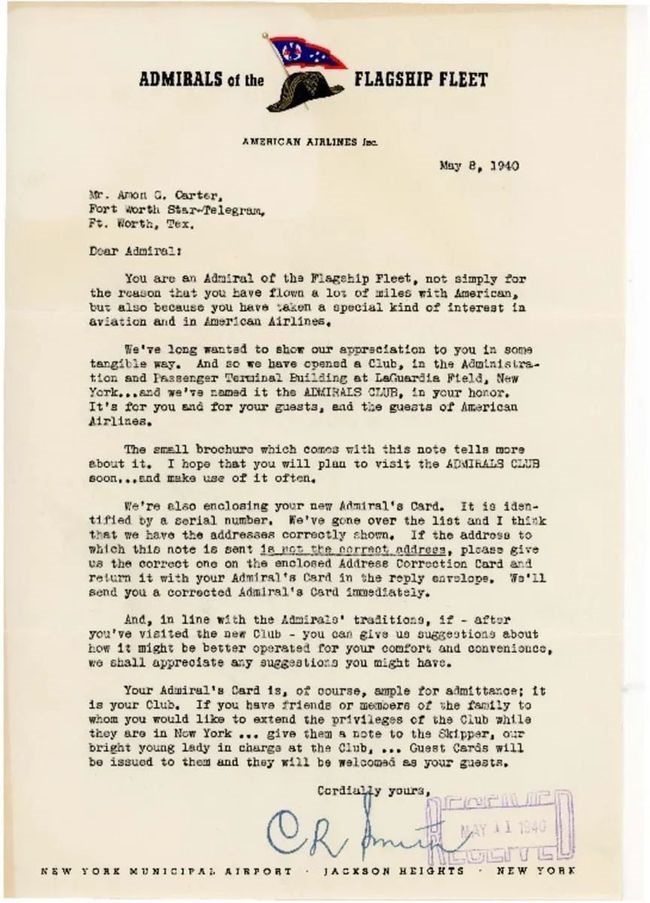 ADMIRALS of the FLAGSHIP FLEET
AMERICAN AIRLINES Inc.
May 8, 1940
Mr. Amon G. Carter,
Fort Worth Star-Telegram,
Ft. Worth, Tex.
Dear Admiral:
You are an Admiral of the Flagship Fleet, not simply for
the reason that you have flown a lot of miles with American,
but also because you have taken a special kind of interest in
aviation and in American Airlines.
We've long wanted to show our appreciation to you in some
tangible way. And so we have opened a Club, in the Administra-
tion and Passenger Terminal Building at LaGuardia Field, New
York...and we've named it the ADMIRALS CLUB, in your honor.
It's for you and for your guests, and the guests of American
Airlines.
The small brochure which comes with this note tells more
about it. I hope that you will plan to visit the ADMIRALS CLUB
soon...and make use of it often.
We're also enclosing your new Admiral's Card. It is iden-
tified by a serial number. We've gone over the list and I think
that we have the addresses correctly shown. If the address to
which this note is sent is not the correct address, please give
us the correct one on the enclosed Address Correction Card and
return it with your Admiral's Card in the reply envelope. We'll
send you a corrected Admiral's Card immediately.
And, in line with the Admirals' traditions, if - after
you've visited the new Club - you can give us suggestions about
how it might be better operated for your comfort and convenience,
we shall appreciate any suggestions you might have.
Your Admiral's Card is, of course, ample for admittance; it
is your Club. If you have friends or members of the family to
whom you would like to extend the privileges of the Club while
they are in New York ... give them a note to the Skipper, our
bright young lady in charge at the Club, ... Guest Cards will
be issued to them and they will be welcomed as your guests.
Cordially yours,
C R Smith
RECEIVED
MAY 11 1940
RECEIVED
NEW YORK MUNICIPAL AIRPORT · JACKSON HEIGHTS · NEW YORK